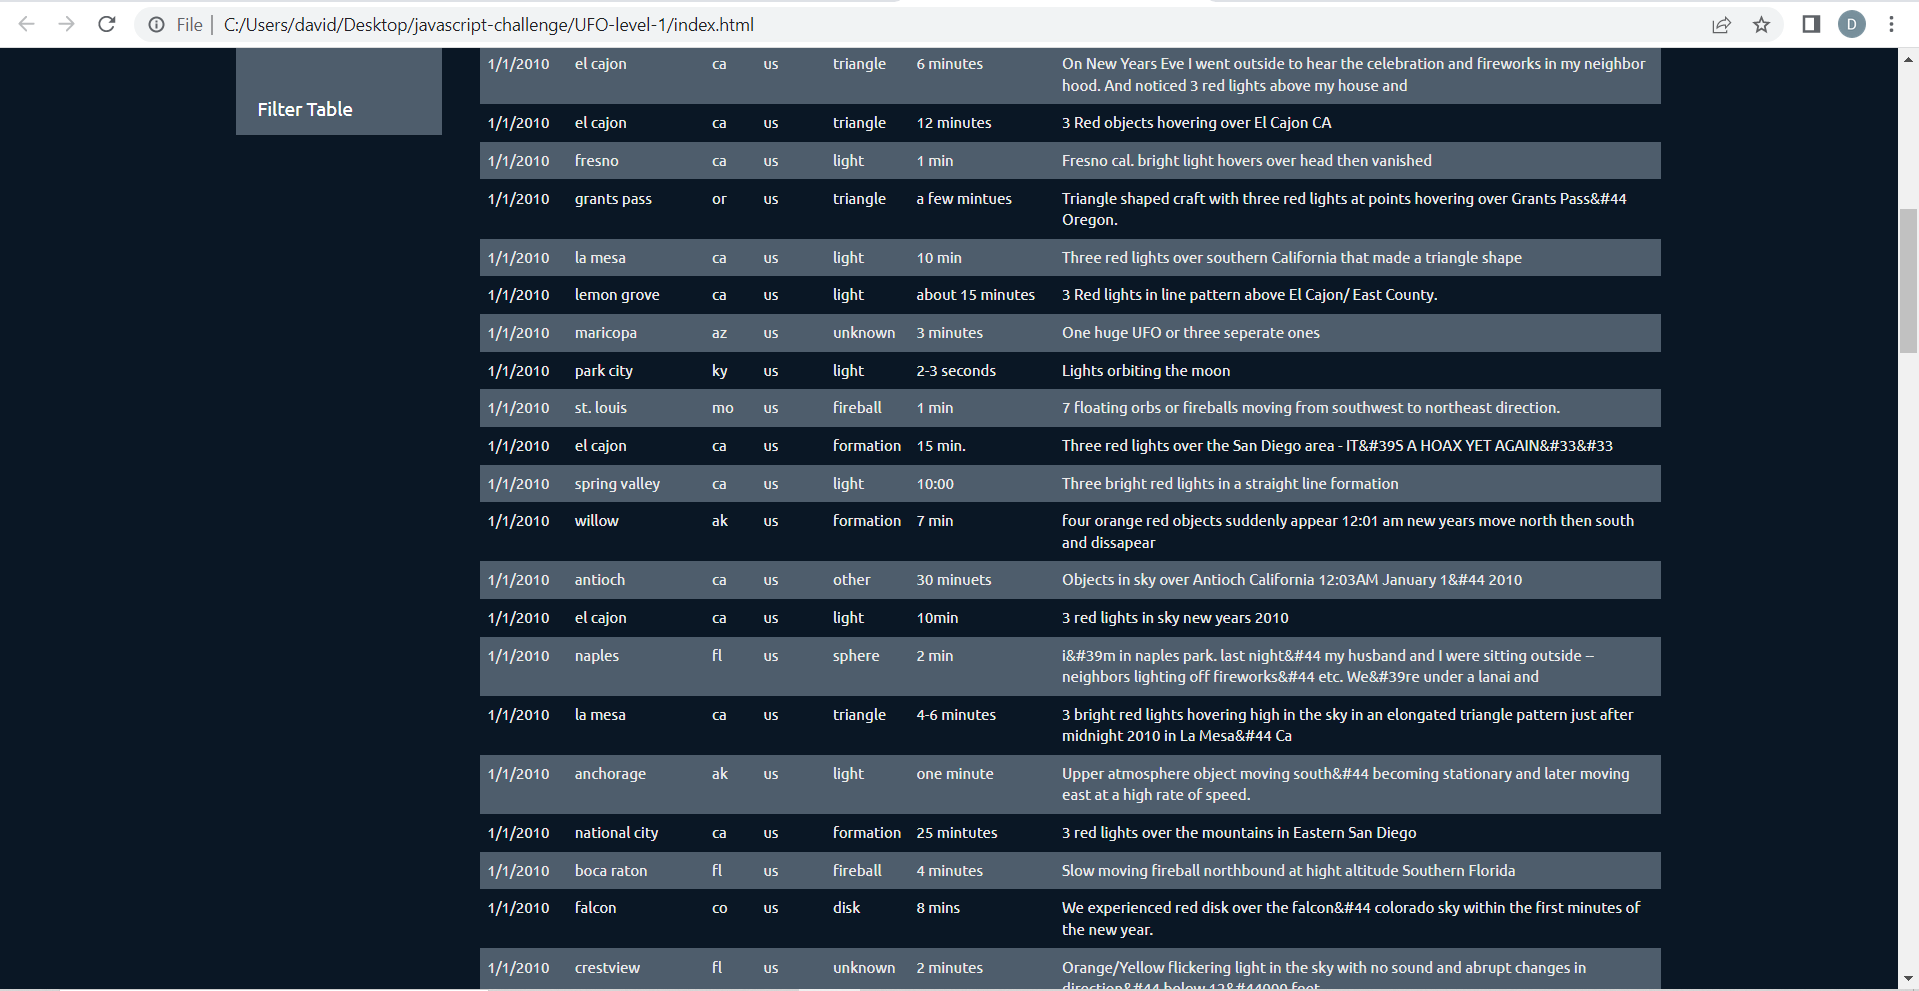 File | C:/Users/david/Desktop/javascript-challenge/UFO-level-1/index.html
D
Filter Table
1/1/2010 el cajon ca us triangle 6 minutes On New Years Eve I went outside to hear the celebration and fireworks in my neighbor
hood. And noticed 3 red lights above my house and
1/1/2010 el cajon ca us triangle 12 minutes 3 Red objects hovering over El Cajon CA
1/1/2010 fresno ca us light 1 min Fresno cal. bright light hovers over head then vanished
1/1/2010 grants pass or us triangle a few mintues Triangle shaped craft with three red lights at points hovering over Grants Pass&#44
Oregon.
1/1/2010 la mesa ca us light 10 min Three red lights over southern California that made a triangle shape
1/1/2010 lemon grove ca us light about 15 minutes 3 Red lights in line pattern above El Cajon/ East County.
1/1/2010 maricopa az us unknown 3 minutes One huge UFO or three seperate ones
1/1/2010 park city ky us light 2-3 seconds Lights orbiting the moon
1/1/2010 st. louis mo us fireball 1 min 7 floating orbs or fireballs moving from southwest to northeast direction.
1/1/2010 el cajon ca us formation 15 min. Three red lights over the San Diego area - IT&#39S A HOAX YET AGAIN&#33&#33
1/1/2010 spring valley ca us light 10:00 Three bright red lights in a straight line formation
1/1/2010 willow ak us formation 7 min four orange red objects suddenly appear 12:01 am new years move north then south
and dissapear
1/1/2010 antioch ca us other 30 minuets Objects in sky over Antioch California 12:03AM January 1&#44 2010
1/1/2010 el cajon ca us light 10min 3 red lights in sky new years 2010
1/1/2010 naples fl us sphere 2 min i&#39m in naples park. last night&#44 my husband and I were sitting outside --
neighbors lighting off fireworks&#44 etc. We&#39re under a lanai and
1/1/2010 la mesa ca us triangle 4-6 minutes 3 bright red lights hovering high in the sky in an elongated triangle pattern just after
midnight 2010 in La Mesa&#44 Ca
1/1/2010 anchorage ak us light one minute Upper atmosphere object moving south&#44 becoming stationary and later moving
east at a high rate of speed.
1/1/2010 national city ca us formation 25 mintutes 3 red lights over the mountains in Eastern San Diego
1/1/2010 boca raton fl us fireball 4 minutes Slow moving fireball northbound at hight altitude Southern Florida
1/1/2010 falcon co us disk 8 mins We experienced red disk over the falcon&#44 colorado sky within the first minutes of
the new year.
1/1/2010 crestview fl us unknown 2 minutes Orange/Yellow flickering light in the sky with no sound and abrupt changes in
direction&#44 below 12&#44000 feet